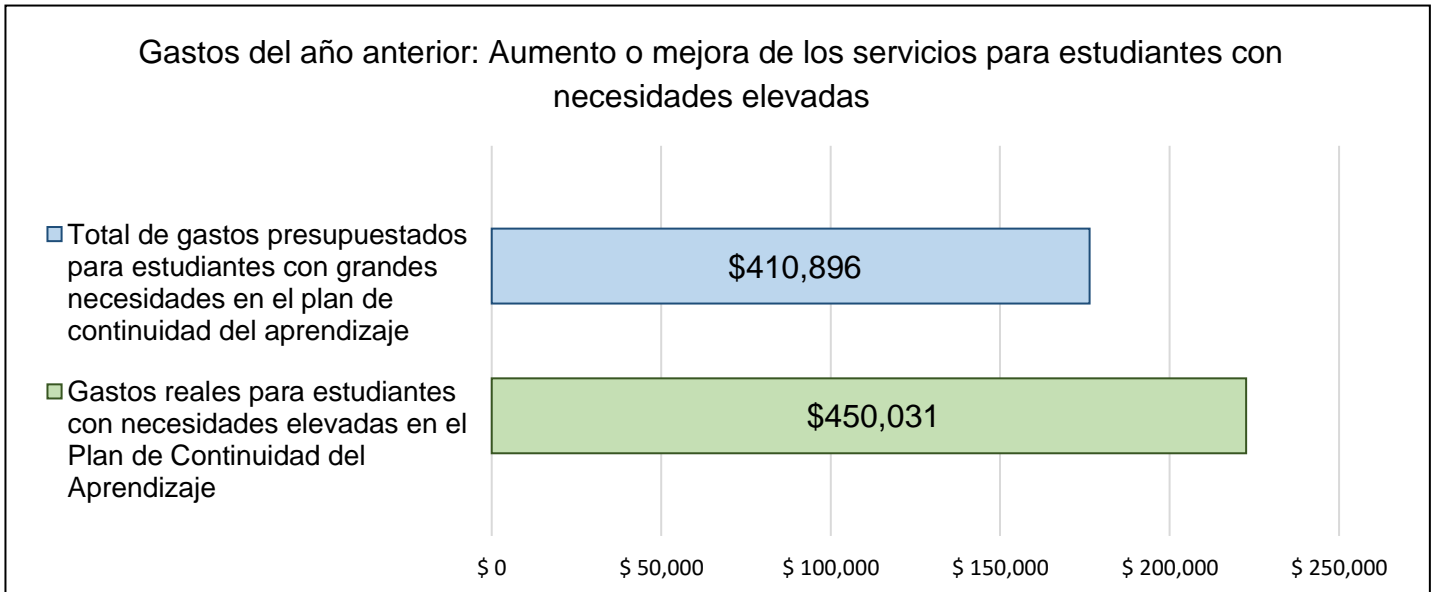 Gastos del año anterior: Aumento o mejora de los servicios para estudiantes con
necesidades elevadas
Total de gastos presupuestados
para estudiantes con grandes
necesidades en el plan de
continuidad del aprendizaje
$410,896
Gastos reales para estudiantes
con necesidades elevadas en el
Plan de Continuidad del
Aprendizaje
$450,031
$ 0 $ 50,000 $ 100,000 $ 150,000 $ 200,000 $ 250,000